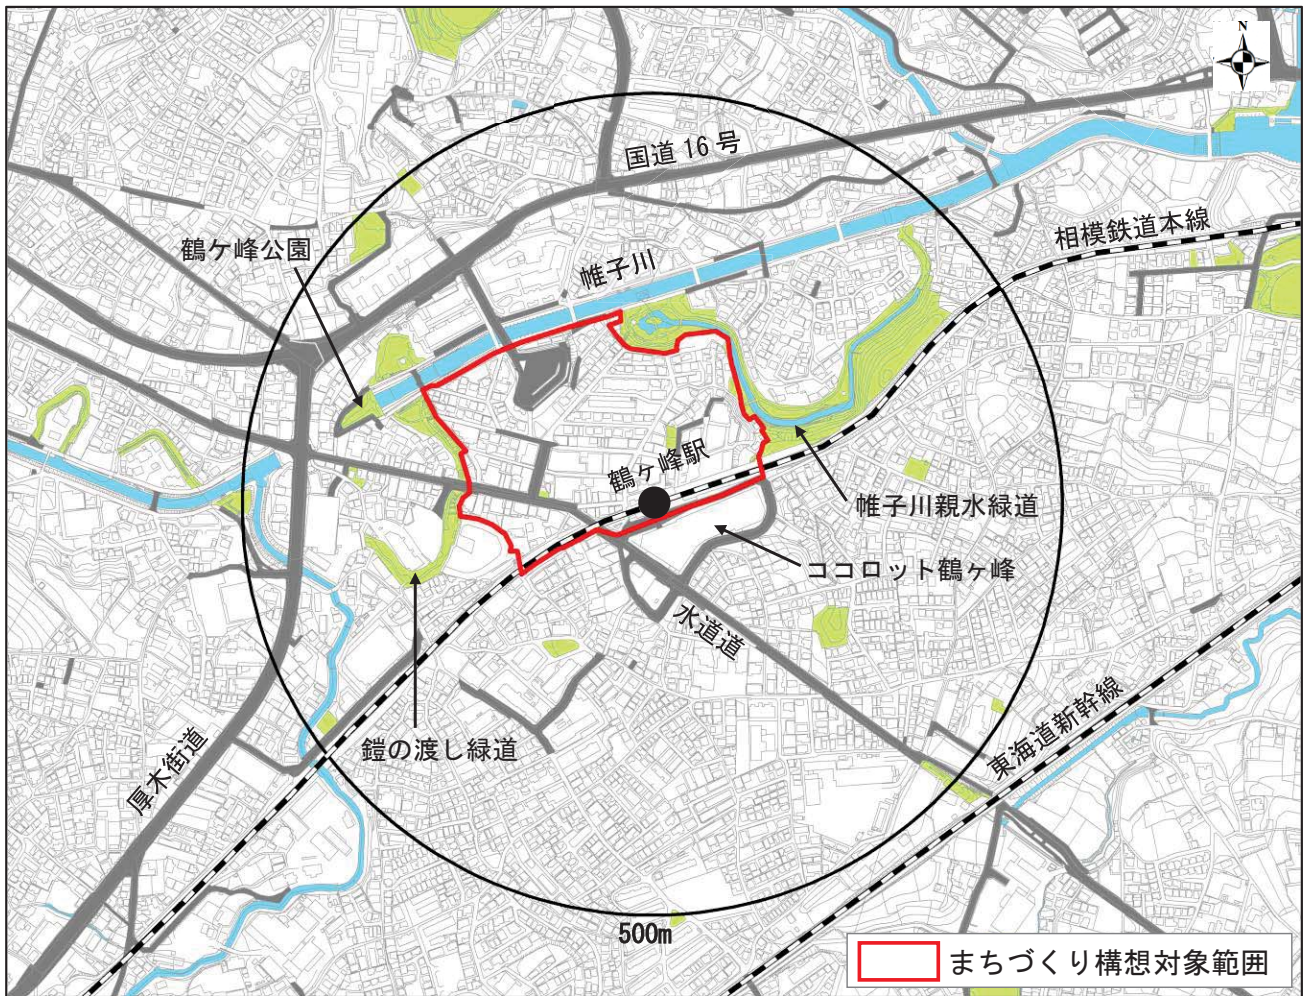 N
国道 16 号
相模鉄道本線
鶴ケ峰公園
帷子川
鶴ヶ峰駅
帷子川親水緑道
ココロット鶴ヶ峰
水道道
東海道新幹線
鎧の渡し緑道
厚木街道
500m
まちづくり構想対象範囲